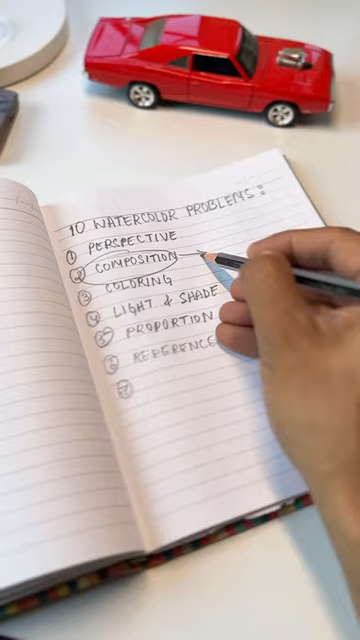 10 WATERCOLOR PROBLEMS:
① PERSPECTIVE
② COMPOSITION
③ COLORING
④ LIGHT & SHADE
⑤ PROPORTION
⑥ REFERENCE
⑦